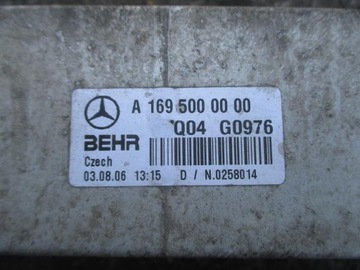 A 169 500 00 00
Q04 G0976
BEHR
Czech
03.08.06 13:15 D / N.0258014